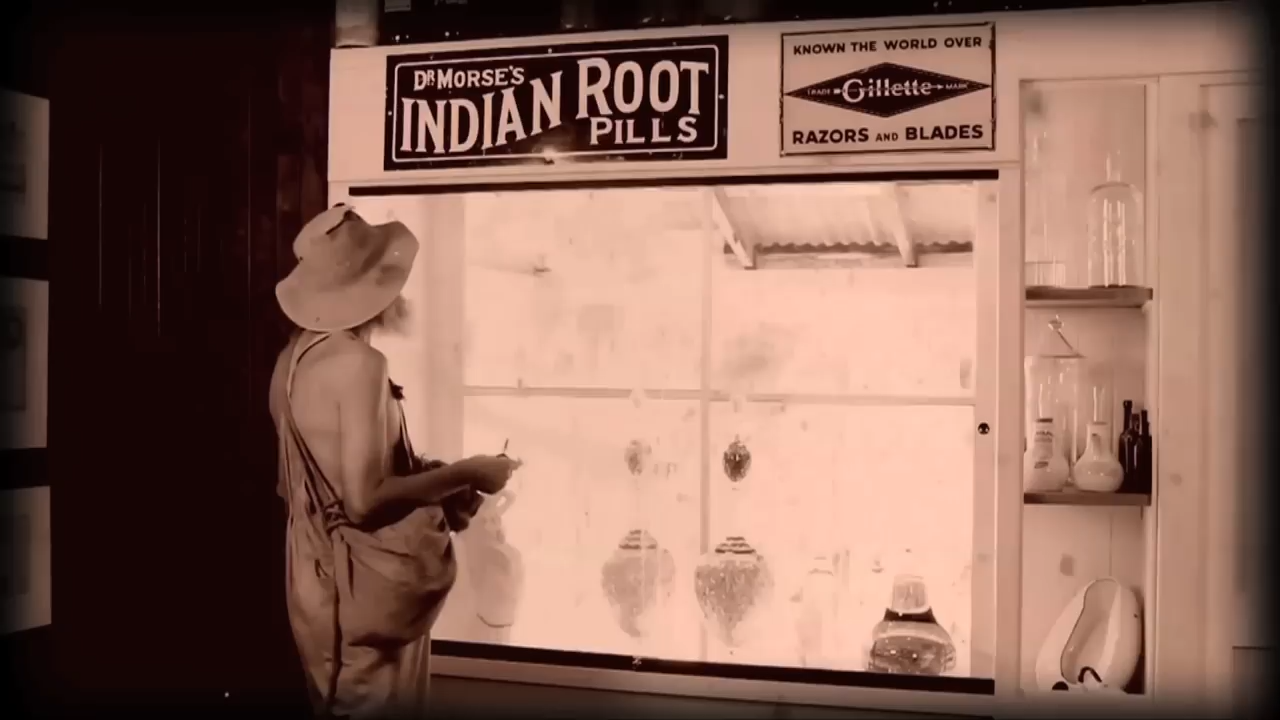 DR MORSE'S
INDIAN ROOT
PILLS
KNOWN THE WORLD OVER
TRADE Gillette MARK
RAZORS AND BLADES